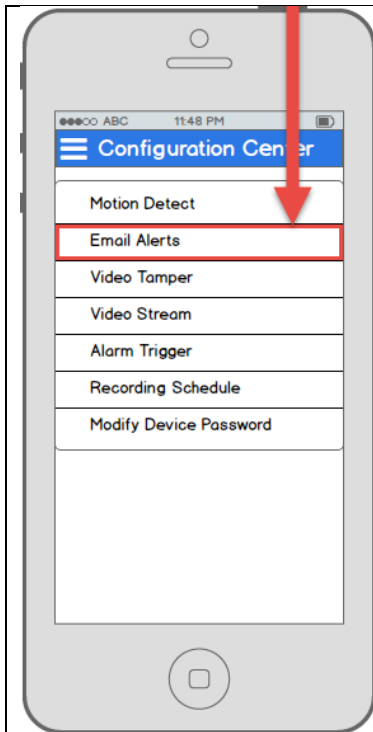 ABC 11:48 PM
Configuration Center
Motion Detect
Email Alerts
Video Tamper
Video Stream
Alarm Trigger
Recording Schedule
Modify Device Password